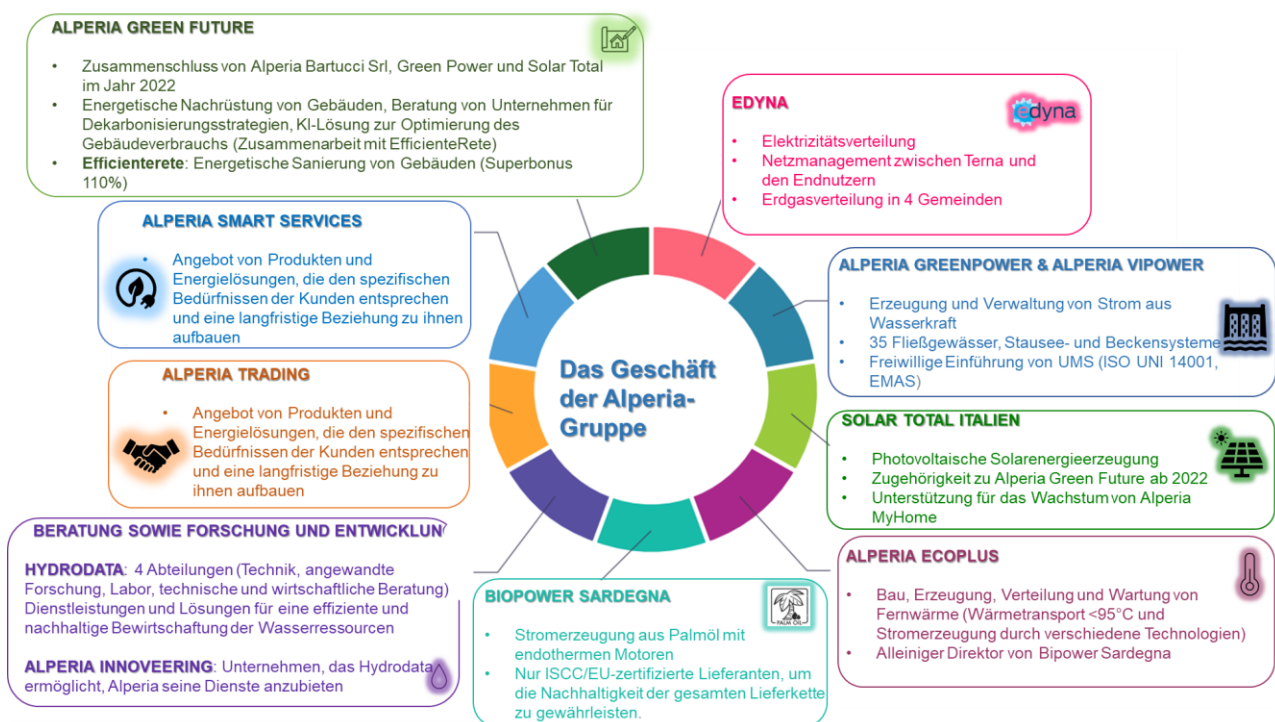 ALPERIA GREEN FUTURE
• Zusammenschluss von Alperia Bartucci Srl, Green Power und Solar Total
im Jahr 2022
• Energetische Nachrüstung von Gebäuden, Beratung von Unternehmen für
Dekarbonisierungsstrategien, KI-Lösung zur Optimierung des
Gebäudeverbrauchs (Zusammenarbeit mit EfficienteRete)
• Efficienterete: Energetische Sanierung von Gebäuden (Superbonus
110%)
EDYNA
edyna
• Elektrizitätsverteilung
• Netzmanagement zwischen Terna und
den Endnutzern
• Erdgasverteilung in 4 Gemeinden
ALPERIA SMART SERVICES
• Angebot von Produkten und
Energielösungen, die den spezifischen
Bedürfnissen der Kunden entsprechen
und eine langfristige Beziehung zu ihnen
aufbauen
ALPERIA GREENPOWER & ALPERIA VIPOWER
• Erzeugung und Verwaltung von Strom aus
Wasserkraft
• 35 Fließgewässer, Stausee- und Beckensysteme
• Freiwillige Einführung von UMS (ISO UNI 14001,
EMAS)
Das Geschäft
der Alperia-
Gruppe
ALPERIA TRADING
• Angebot von Produkten und
Energielösungen, die den spezifischen
Bedürfnissen der Kunden entsprechen
und eine langfristige Beziehung zu
ihnen aufbauen
SOLAR TOTAL ITALIEN
• Photovoltaische Solarenergieerzeugung
• Zugehörigkeit zu Alperia Green Future ab 2022
• Unterstützung für das Wachstum von Alperia
MyHome
BERATUNG SOWIE FORSCHUNG UND ENTWICKLUN
HYDRODATA: 4 Abteilungen (Technik, angewandte
Forschung, Labor, technische und wirtschaftliche Beratung)
Dienstleistungen und Lösungen für eine effiziente und
nachhaltige Bewirtschaftung der Wasserressourcen
ALPERIA INNOVEERING: Unternehmen, das Hydrodata
ermöglicht, Alperia seine Dienste anzubieten
BIOPOWER SARDEGNA
PALM OIL
• Stromerzeugung aus Palmöl mit
endothermen Motoren
• Nur ISCC/EU-zertifizierte Lieferanten, um
die Nachhaltigkeit der gesamten Lieferkette
zu gewährleisten.
ALPERIA ECOPLUS
• Bau, Erzeugung, Verteilung und Wartung von
Fernwärme (Wärmetransport <95°C und
Stromerzeugung durch verschiedene Technologien)
• Alleiniger Direktor von Bipower Sardegna